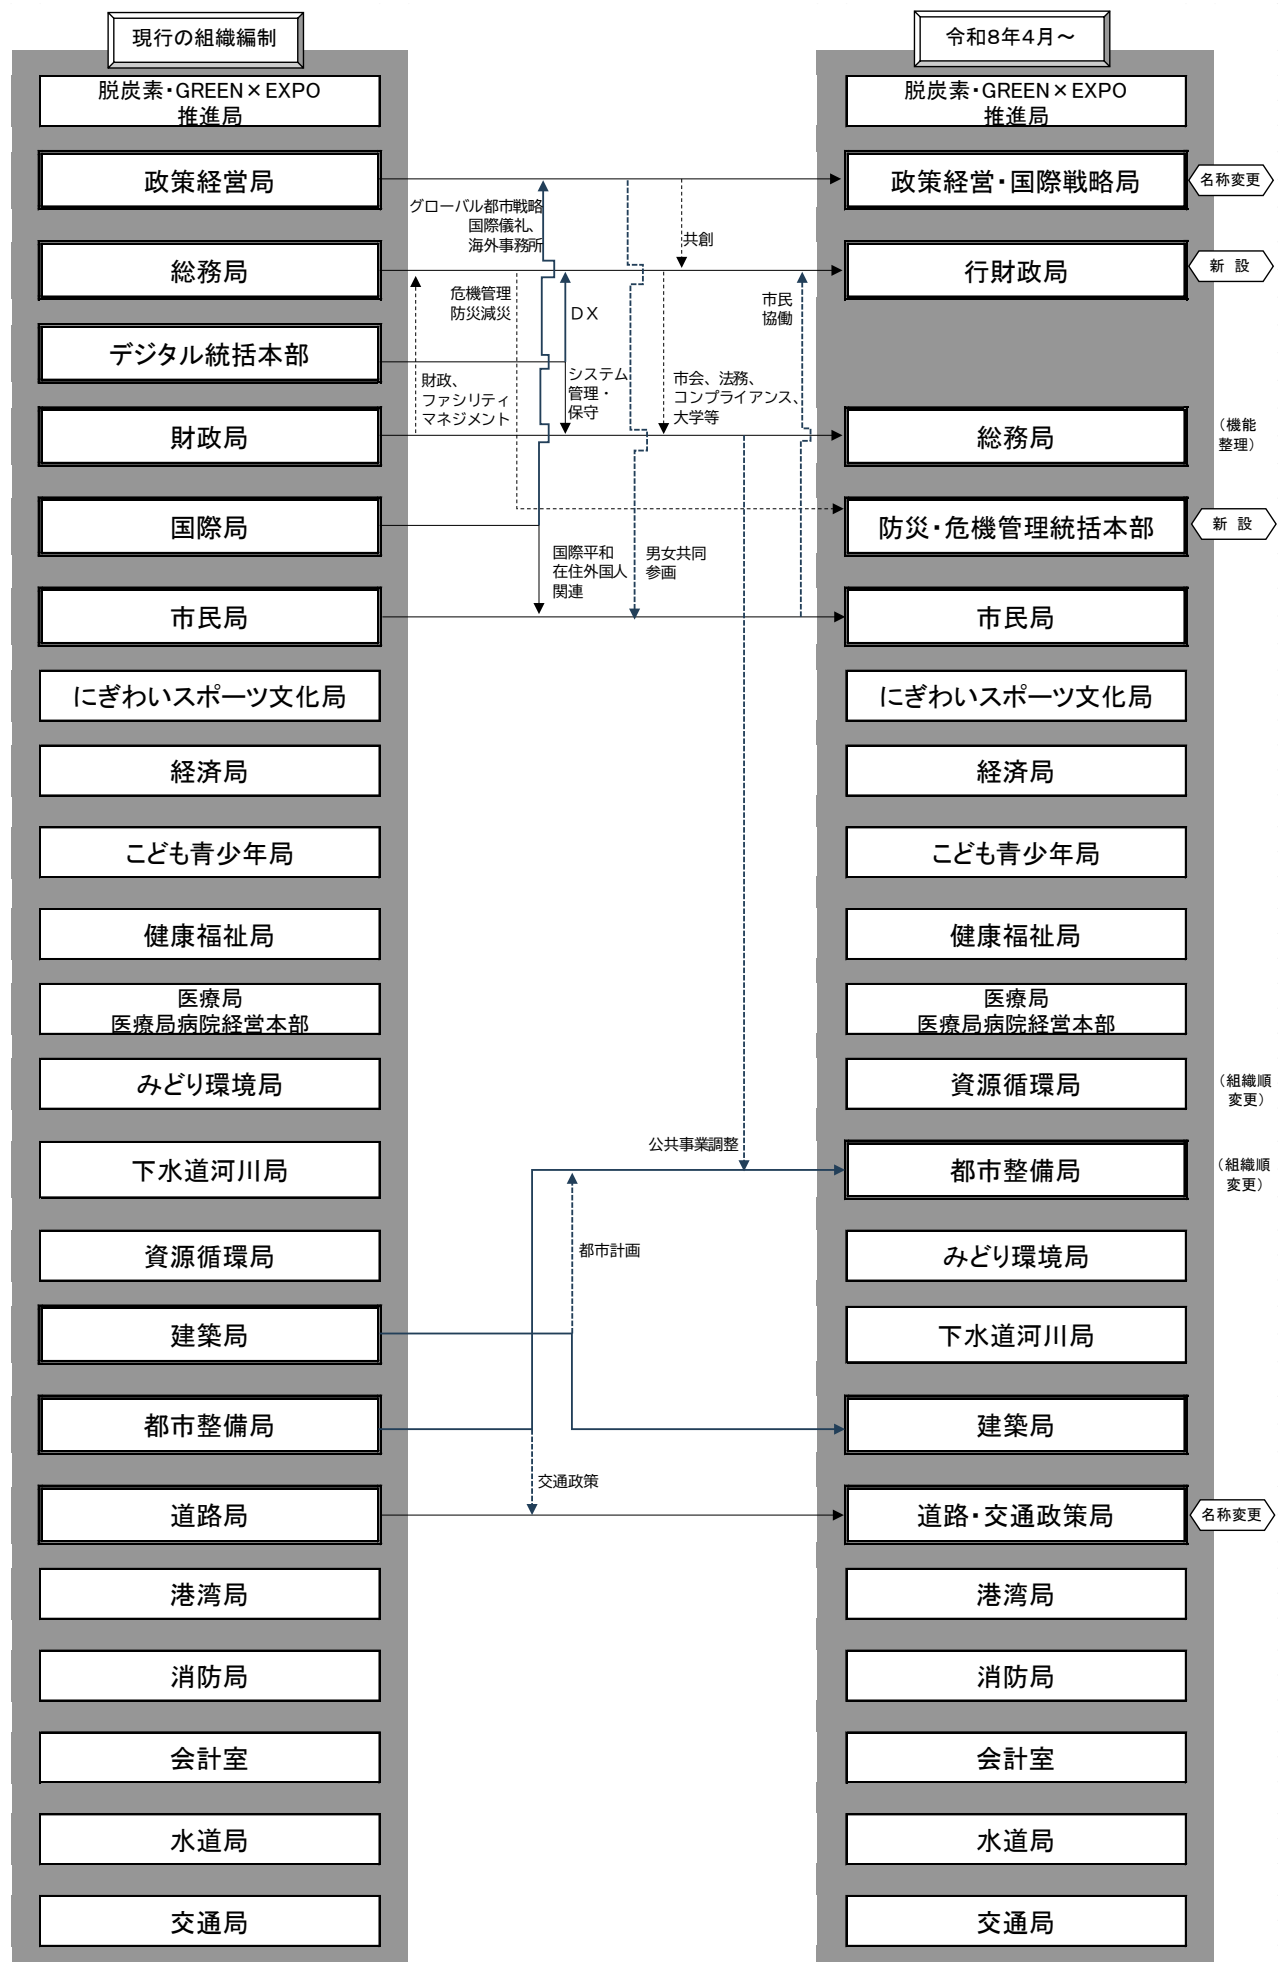 現行の組織編制
脱炭素・GREEN×EXPO
推進局
政策経営局
総務局
デジタル統括本部
財政局
国際局
市民局
にぎわいスポーツ文化局
経済局
こども青少年局
健康福祉局
医療局
医療局病院経営本部
みどり環境局
下水道河川局
資源循環局
建築局
都市整備局
道路局
港湾局
消防局
会計室
水道局
交通局
グローバル都市戦略
国際儀礼、
海外事務所
共創
危機管理
防災減災
DX
市民
協働
財政、
ファシリティ
マネジメント
システム
管理・
保守
市会、法務、
コンプライアンス、
大学等
国際平和
在住外国人
関連
男女共同
参画
公共事業調整
都市計画
交通政策
令和8年4月～
脱炭素・GREEN×EXPO
推進局
政策経営・国際戦略局
名称変更
行財政局
新 設
総務局
（機能
整理）
防災・危機管理統括本部
新 設
市民局
にぎわいスポーツ文化局
経済局
こども青少年局
健康福祉局
医療局
医療局病院経営本部
資源循環局
（組織順
変更）
都市整備局
（組織順
変更）
みどり環境局
下水道河川局
建築局
道路・交通政策局
名称変更
港湾局
消防局
会計室
水道局
交通局